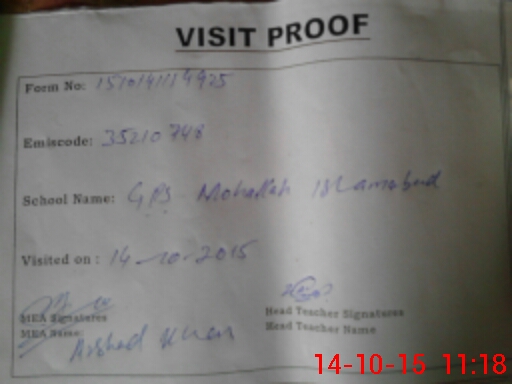 VISIT PROOF
Form No: 1510141114925
Emiscode: 35210748
School Name: GPS Mohallah Islamabad
Visited on : 14-10-2015
MEA Signatures
Head Teacher Signatures
MEA Name:
Head Teacher Name
Arshad Khan
14-10-15 11:18